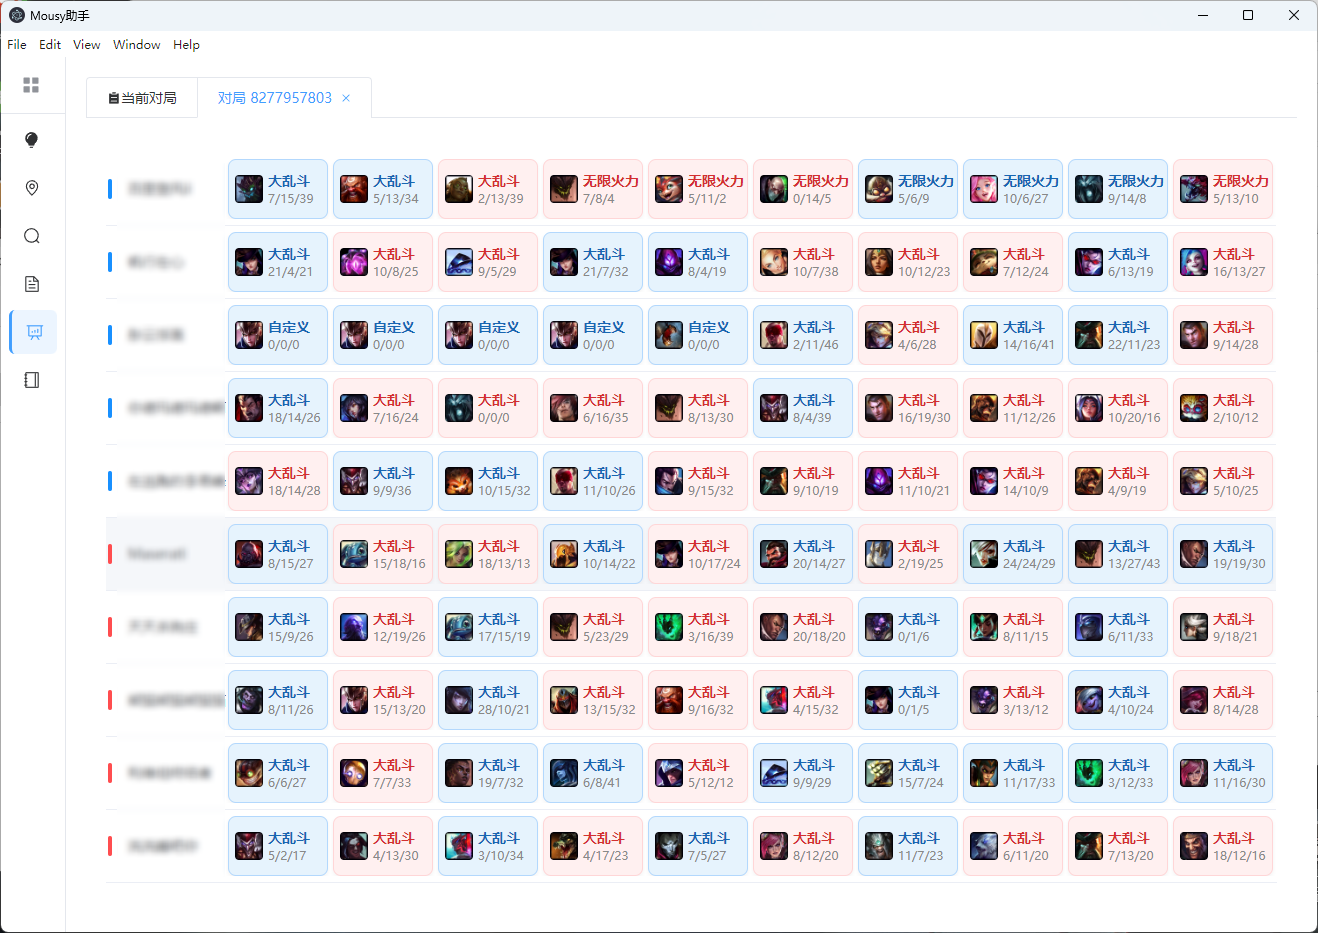 Mousy助手
File Edit View Window Help
当前对局 对局 8277957803 ×
大乱斗 大乱斗 大乱斗 无限火力 无限火力 无限火力 无限火力 无限火力 无限火力 无限火力
7/15/39 5/13/34 2/13/39 7/8/4 5/11/2 0/14/5 5/6/9 10/6/27 9/14/8 5/13/10
大乱斗 大乱斗 大乱斗 大乱斗 大乱斗 大乱斗 大乱斗 大乱斗 大乱斗 大乱斗
21/4/21 10/8/25 9/5/29 21/7/32 8/4/19 10/7/38 10/12/23 7/12/24 6/13/19 16/13/27
自定义 自定义 自定义 自定义 自定义 大乱斗 大乱斗 大乱斗 大乱斗 大乱斗
0/0/0 0/0/0 0/0/0 0/0/0 0/0/0 2/11/46 4/6/28 14/16/41 22/11/23 9/14/28
大乱斗 大乱斗 大乱斗 大乱斗 大乱斗 大乱斗 大乱斗 大乱斗 大乱斗 大乱斗
18/14/26 7/16/24 0/0/0 6/16/35 8/13/30 8/4/39 16/19/30 11/12/26 10/20/16 2/10/12
大乱斗 大乱斗 大乱斗 大乱斗 大乱斗 大乱斗 大乱斗 大乱斗 大乱斗 大乱斗
18/14/28 9/9/36 10/15/32 11/10/26 9/15/32 9/10/19 11/10/21 14/10/9 4/9/19 5/10/25
大乱斗 大乱斗 大乱斗 大乱斗 大乱斗 大乱斗 大乱斗 大乱斗 大乱斗 大乱斗
8/15/27 15/18/16 18/13/13 10/14/22 10/17/24 20/14/27 2/19/25 24/24/29 13/27/43 19/19/30
大乱斗 大乱斗 大乱斗 大乱斗 大乱斗 大乱斗 大乱斗 大乱斗 大乱斗 大乱斗
15/9/26 12/19/26 17/15/19 5/23/29 3/16/39 20/18/20 0/1/6 8/11/15 6/11/33 9/18/21
大乱斗 大乱斗 大乱斗 大乱斗 大乱斗 大乱斗 大乱斗 大乱斗 大乱斗 大乱斗
8/11/26 15/13/20 28/10/21 13/15/32 9/16/32 4/15/32 0/1/5 3/13/12 4/10/24 8/14/28
大乱斗 大乱斗 大乱斗 大乱斗 大乱斗 大乱斗 大乱斗 大乱斗 大乱斗 大乱斗
6/6/27 7/7/33 19/7/32 6/8/41 5/12/12 9/9/29 15/7/24 11/17/33 3/12/33 11/16/30
大乱斗 大乱斗 大乱斗 大乱斗 大乱斗 大乱斗 大乱斗 大乱斗 大乱斗 大乱斗
5/2/17 4/13/30 3/10/34 4/17/23 7/5/27 8/12/20 11/7/23 6/11/20 7/13/20 18/12/16